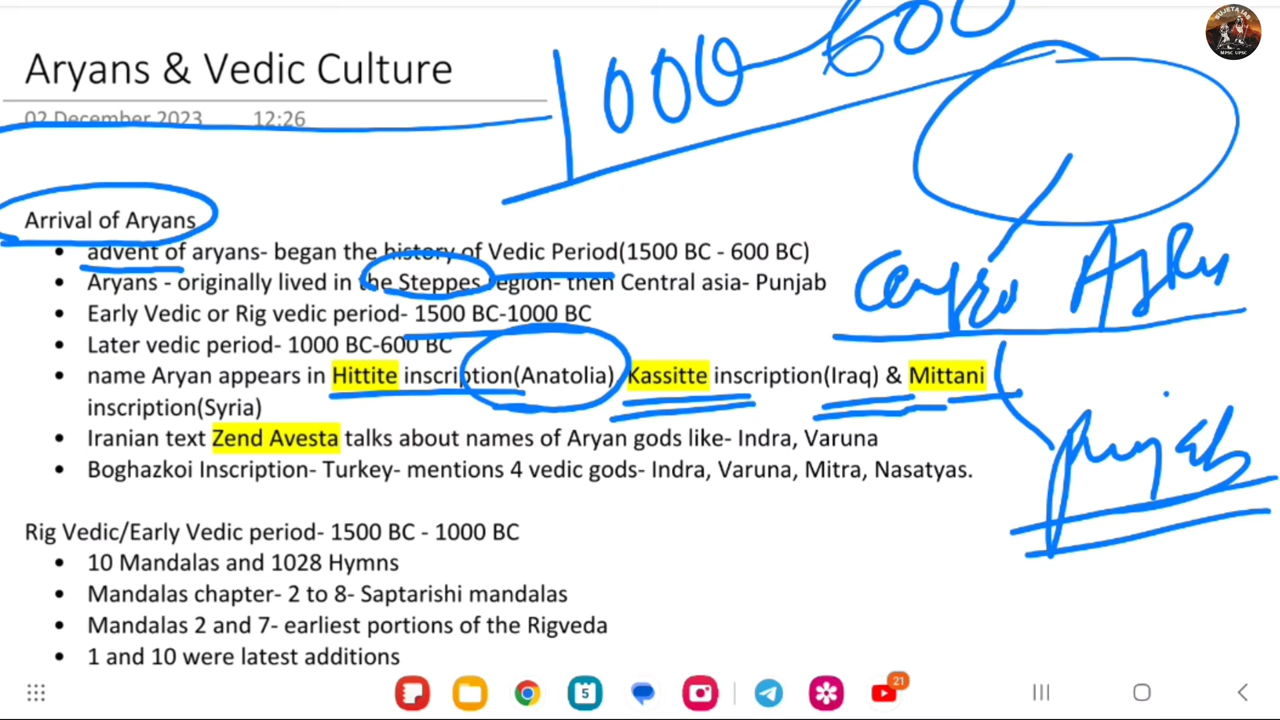 SUJETA IAS
MPSC UPSC
1000-600
Aryans & Vedic Culture
02 December 2023 12:26
Arrival of Aryans
• advent of aryans- began the history of Vedic Period(1500 BC - 600 BC)
• Aryans - originally lived in the Steppes region- then Central asia- Punjab
• Early Vedic or Rig vedic period- 1500 BC-1000 BC
• Later vedic period- 1000 BC-600 BC
• name Aryan appears in Hittite inscription(Anatolia), Kassitte inscription(Iraq) & Mittani
inscription(Syria)
• Iranian text Zend Avesta talks about names of Aryan gods like- Indra, Varuna
• Boghazkoi Inscription- Turkey- mentions 4 vedic gods- Indra, Varuna, Mitra, Nasatyas.
Punjab
Rig Vedic/Early Vedic period- 1500 BC - 1000 BC
• 10 Mandalas and 1028 Hymns
• Mandalas chapter- 2 to 8- Saptarishi mandalas
• Mandalas 2 and 7- earliest portions of the Rigveda
• 1 and 10 were latest additions
5
21